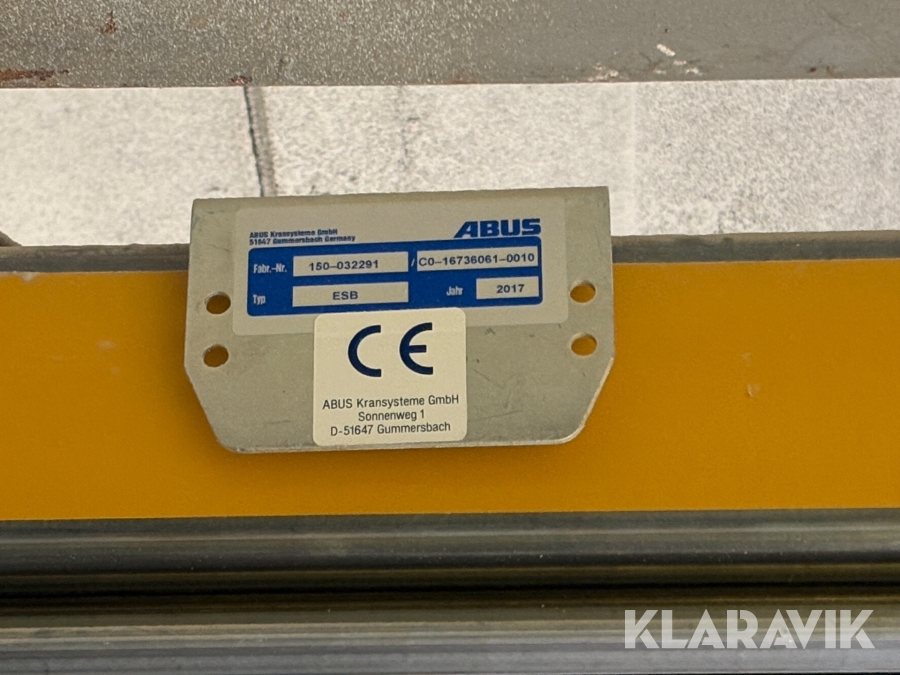 ABUS Kransysteme GmbH
51647 Gummersbach Germany
ABUS
Fabr.-Nr. 150-032291 / C0-16736061-0010
Typ ESB Jahr 2017
CE
ABUS Kransysteme GmbH
Sonnenweg 1
D-51647 Gummersbach
KLARAVIK